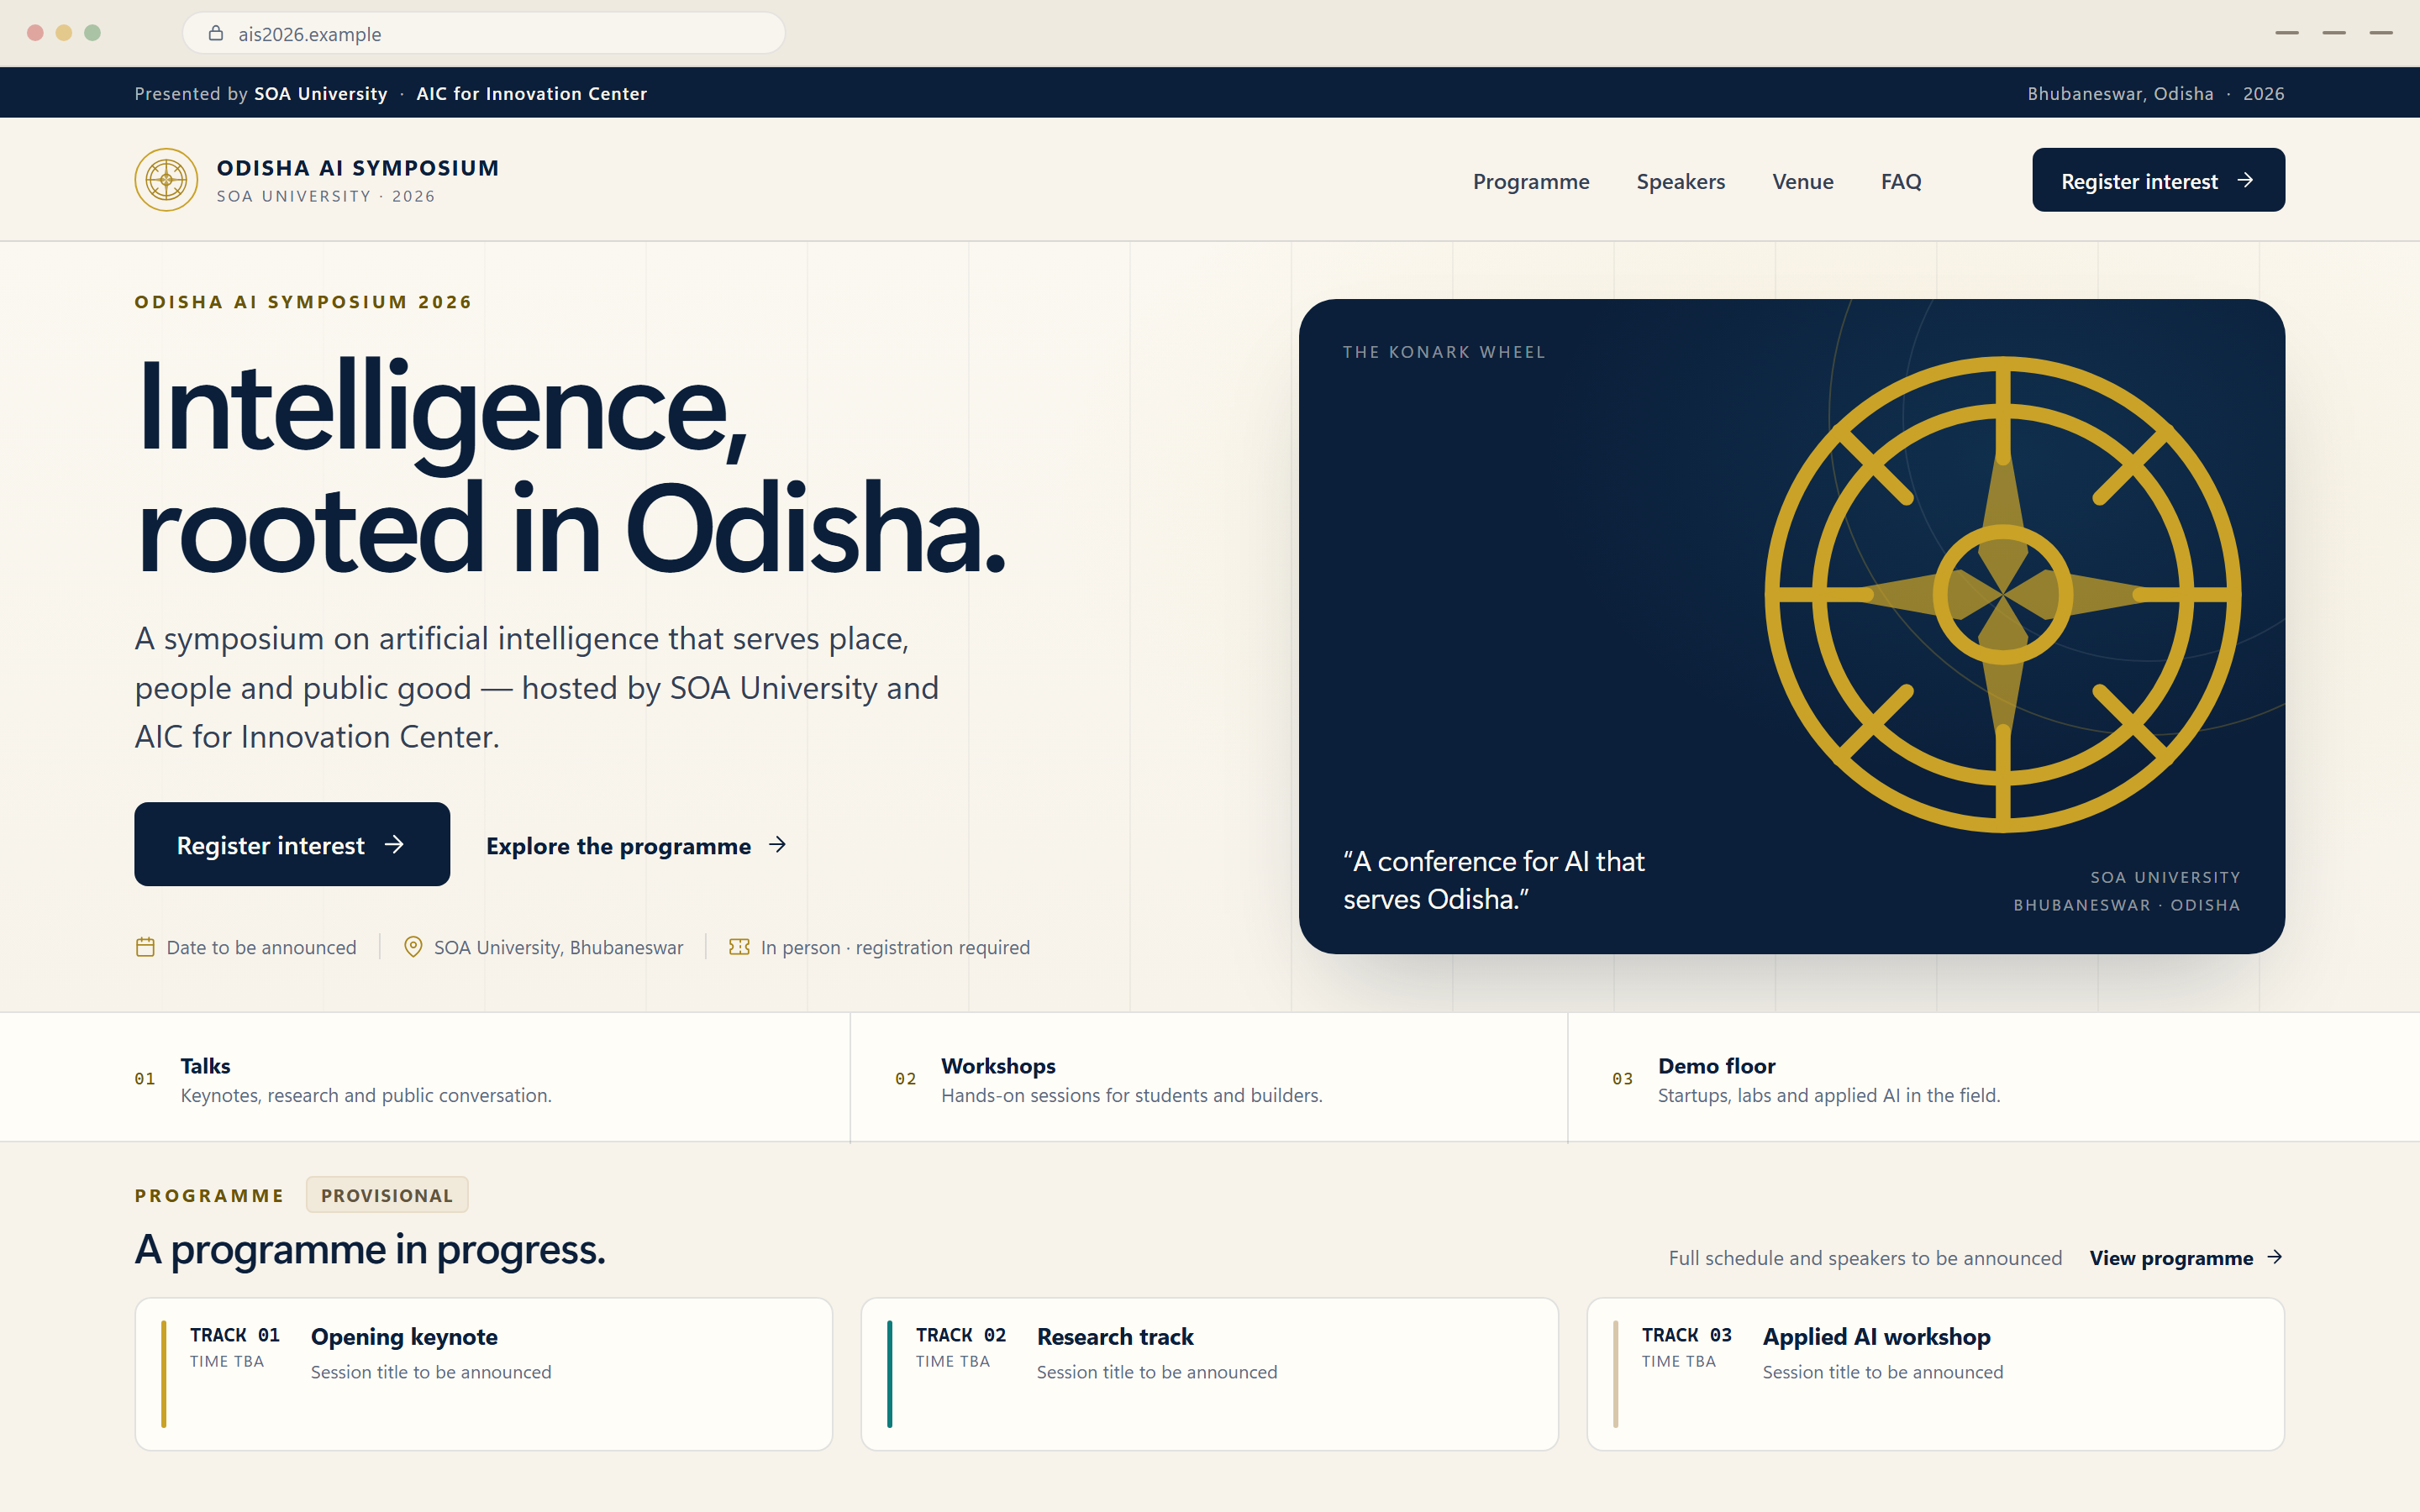 ais2026.example
Presented by SOA University · AIC for Innovation Center
Bhubaneswar, Odisha · 2026
ODISHA AI SYMPOSIUM
SOA UNIVERSITY · 2026
Programme
Speakers
Venue
FAQ
Register interest →
ODISHA AI SYMPOSIUM 2026
Intelligence,
rooted in Odisha.
A symposium on artificial intelligence that serves place,
people and public good — hosted by SOA University and
AIC for Innovation Center.
Register interest →
Explore the programme →
Date to be announced
SOA University, Bhubaneswar
In person · registration required
THE KONARK WHEEL
“A conference for AI that
serves Odisha.”
SOA UNIVERSITY
BHUBANESWAR · ODISHA
01
Talks
Keynotes, research and public conversation.
02
Workshops
Hands-on sessions for students and builders.
03
Demo floor
Startups, labs and applied AI in the field.
PROGRAMME
PROVISIONAL
A programme in progress.
Full schedule and speakers to be announced
View programme →
TRACK 01
TIME TBA
Opening keynote
Session title to be announced
TRACK 02
TIME TBA
Research track
Session title to be announced
TRACK 03
TIME TBA
Applied AI workshop
Session title to be announced